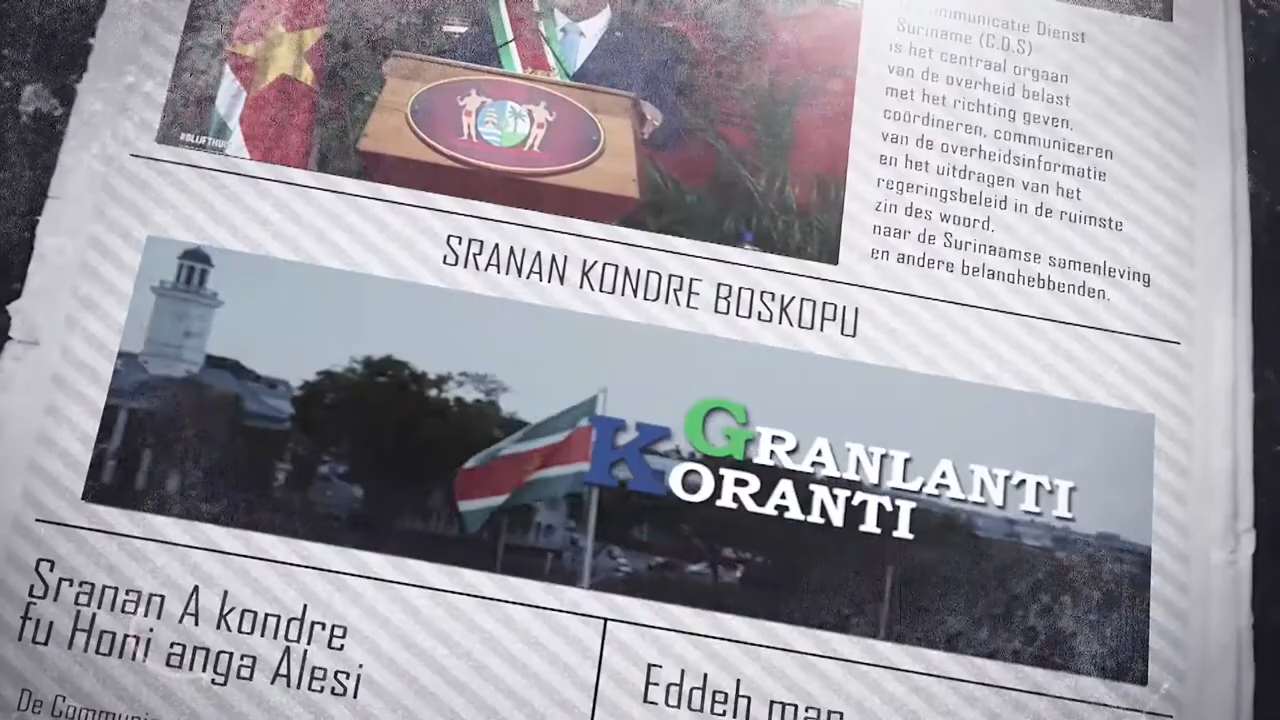 Suriname (C.D.S)
is het centraal orgaan
van de overheid belast
met het richting geven,
coördineren, communiceren
van de overheidsinformatie
en het uitdragen van het
regeringsbeleid in de ruimste
zin des woord,
naar de Surinaamse samenleving
en andere belanghebbenden.
SRANAN KONDRE BOSKOPU
GRANLANTI
KORANTI
Sranan A kondre
fu Honi anga Alesi
De
Eddeh man